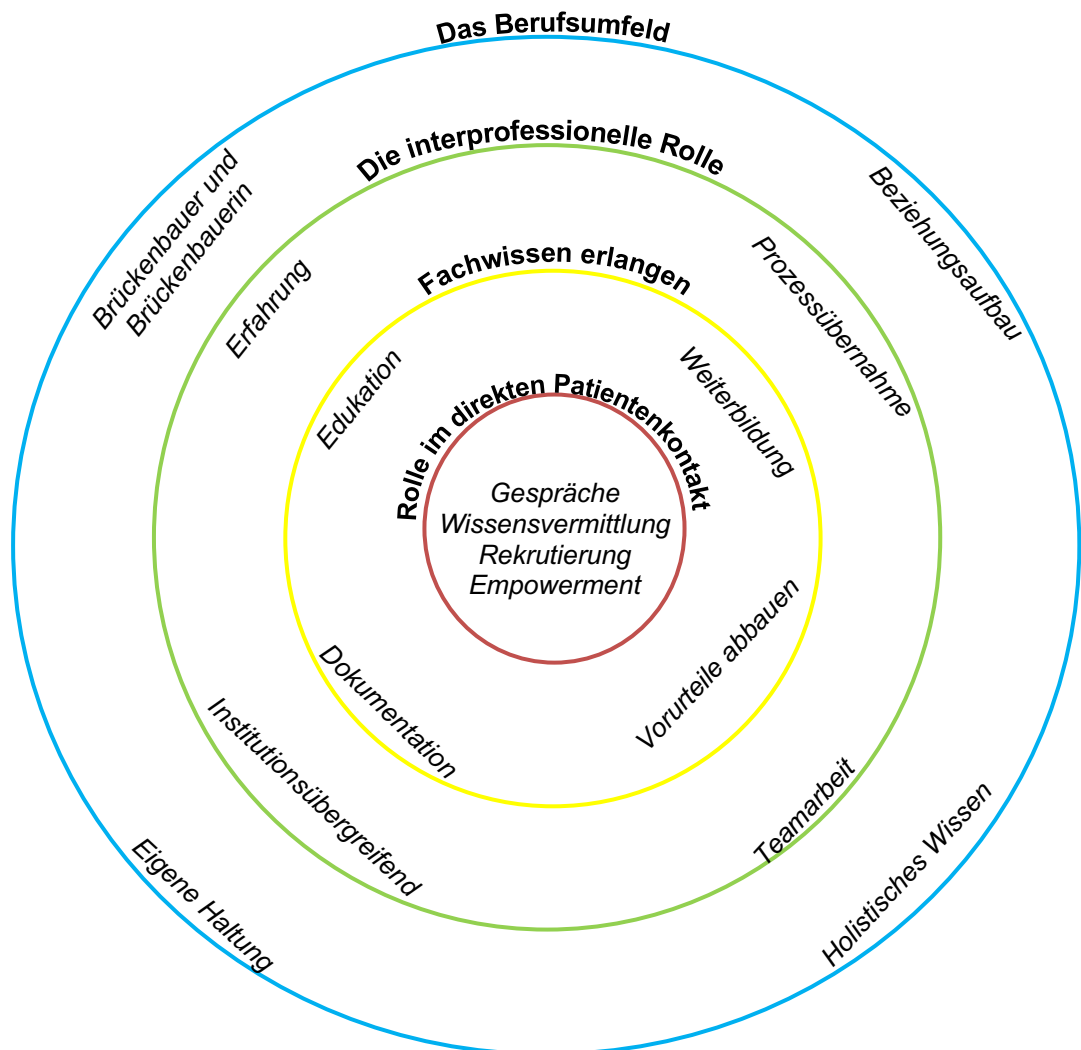 Das Berufsumfeld
Die interprofessionelle Rolle
Brückenbauer und
Brückenbauerin
Beziehungsaufbau
Erfahrung
Prozessübernahme
Fachwissen erlangen
Edukation
Weiterbildung
Rolle im direkten Patientenkontakt
Gespräche
Wissensvermittlung
Rekrutierung
Empowerment
Dokumentation
Vorurteile abbauen
Institutionsübergreifend
Teamarbeit
Eigene Haltung
Holistisches Wissen